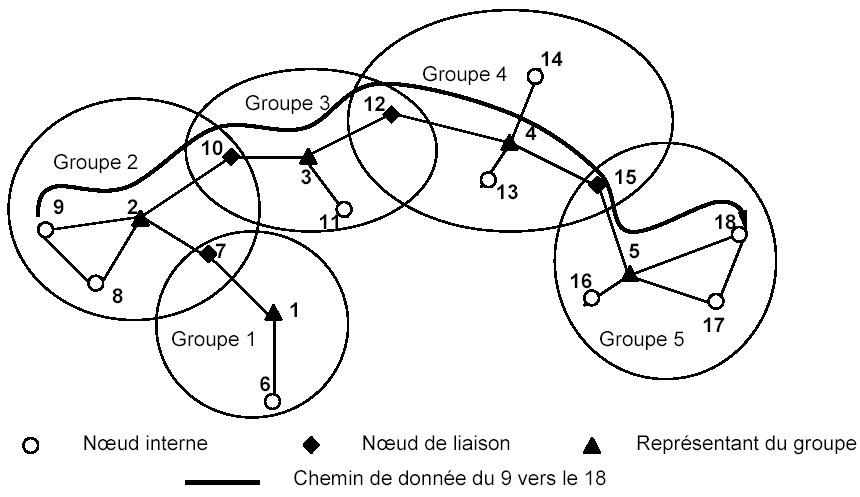 14
Groupe 4
Groupe 3
12
4
10
Groupe 2
3
13
15
9
2
11
18
7
5
8
16
1
17
Groupe 1
Groupe 5
6
Nœud interne
Nœud de liaison
Représentant du groupe
Chemin de donnée du 9 vers le 18